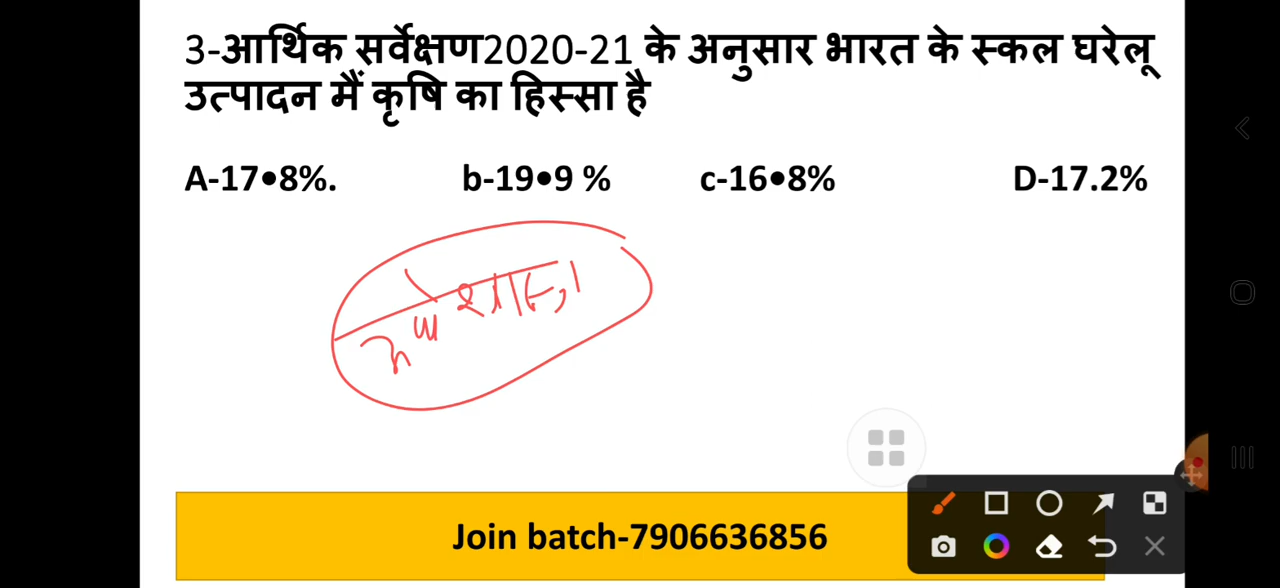 3-आर्थिक सर्वेक्षण2020-21 के अनुसार भारत के स्कल घरेलू
उत्पादन मैं कृषि का हिस्सा है
A-17•8%. b-19•9 % c-16•8% D-17.2%
Join batch-7906636856